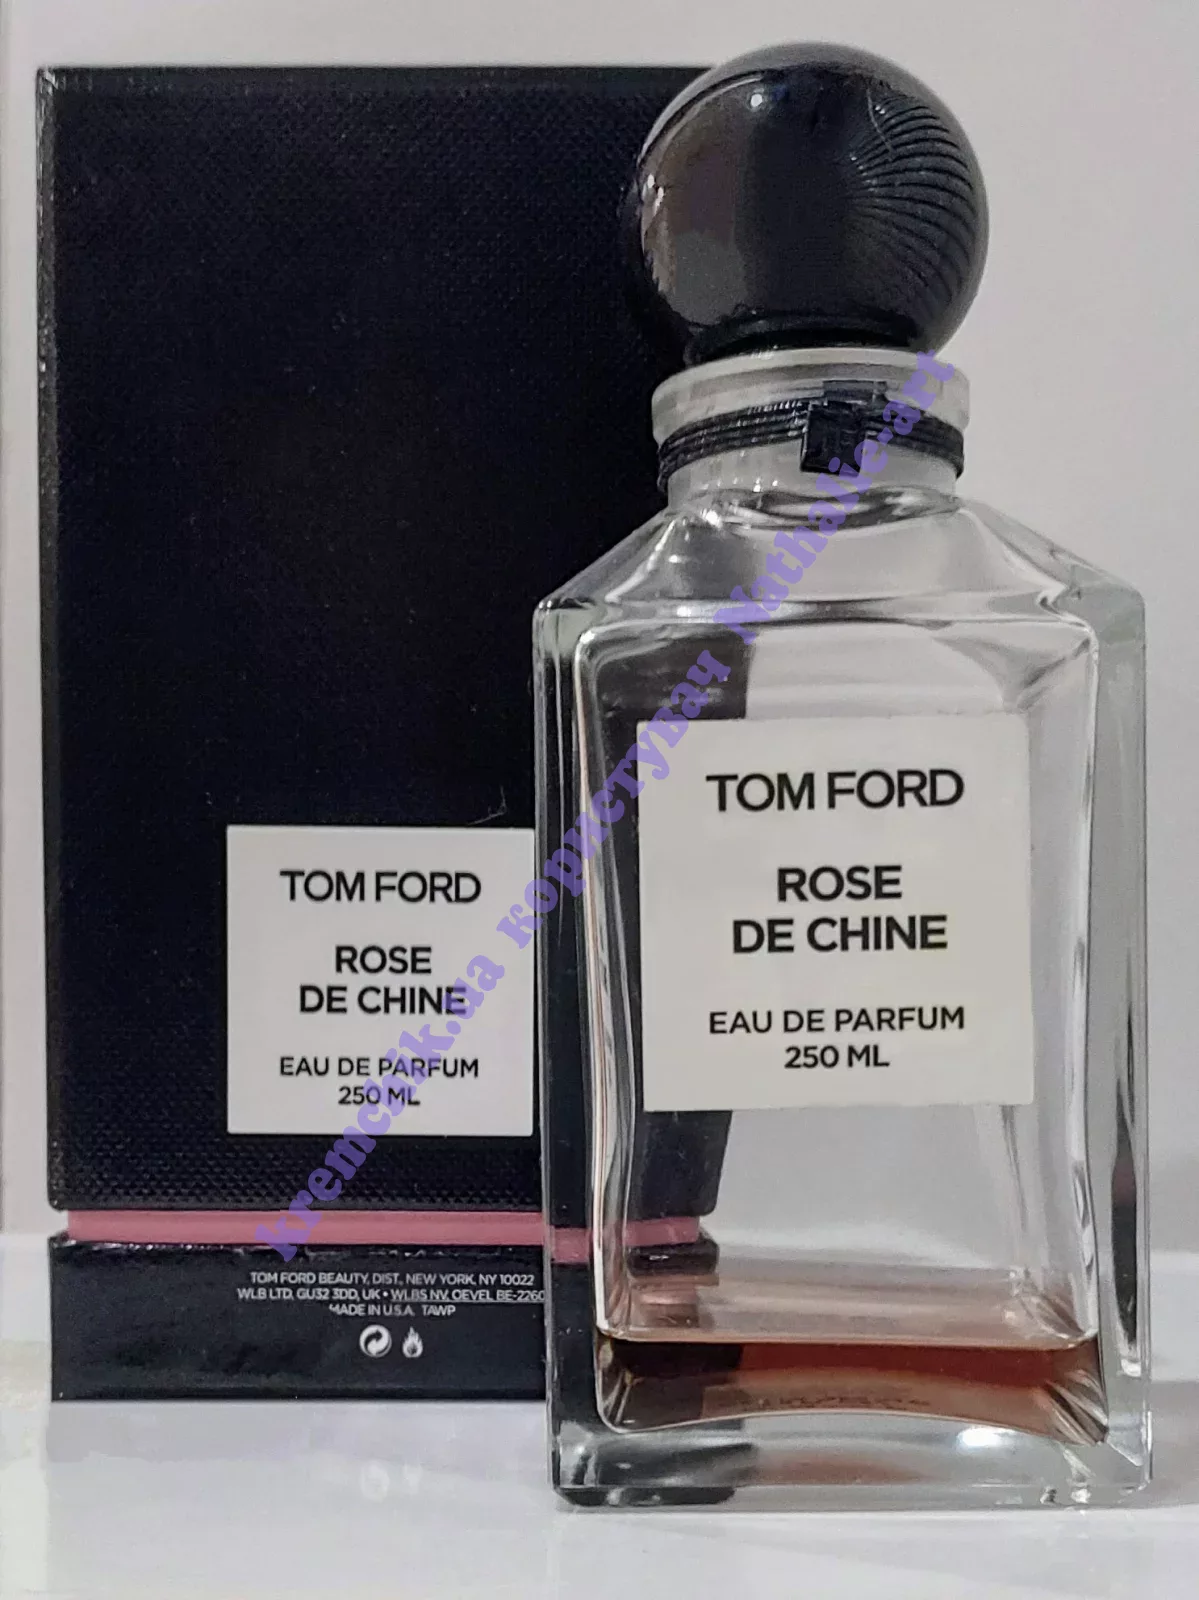 TOM FORD
ROSE
DE CHINE
EAU DE PARFUM
250 ML
TOM FORD BEAUTY, DIST., NEW YORK, NY 10022
WLB LTD, GU32 3DD, UK • WLBS NV, OEVEL BE-2260
MADE IN U.S.A. TAWP
TOM FORD
ROSE
DE CHINE
EAU DE PARFUM
250 ML
kremchik.ua користувач Nathalie-art